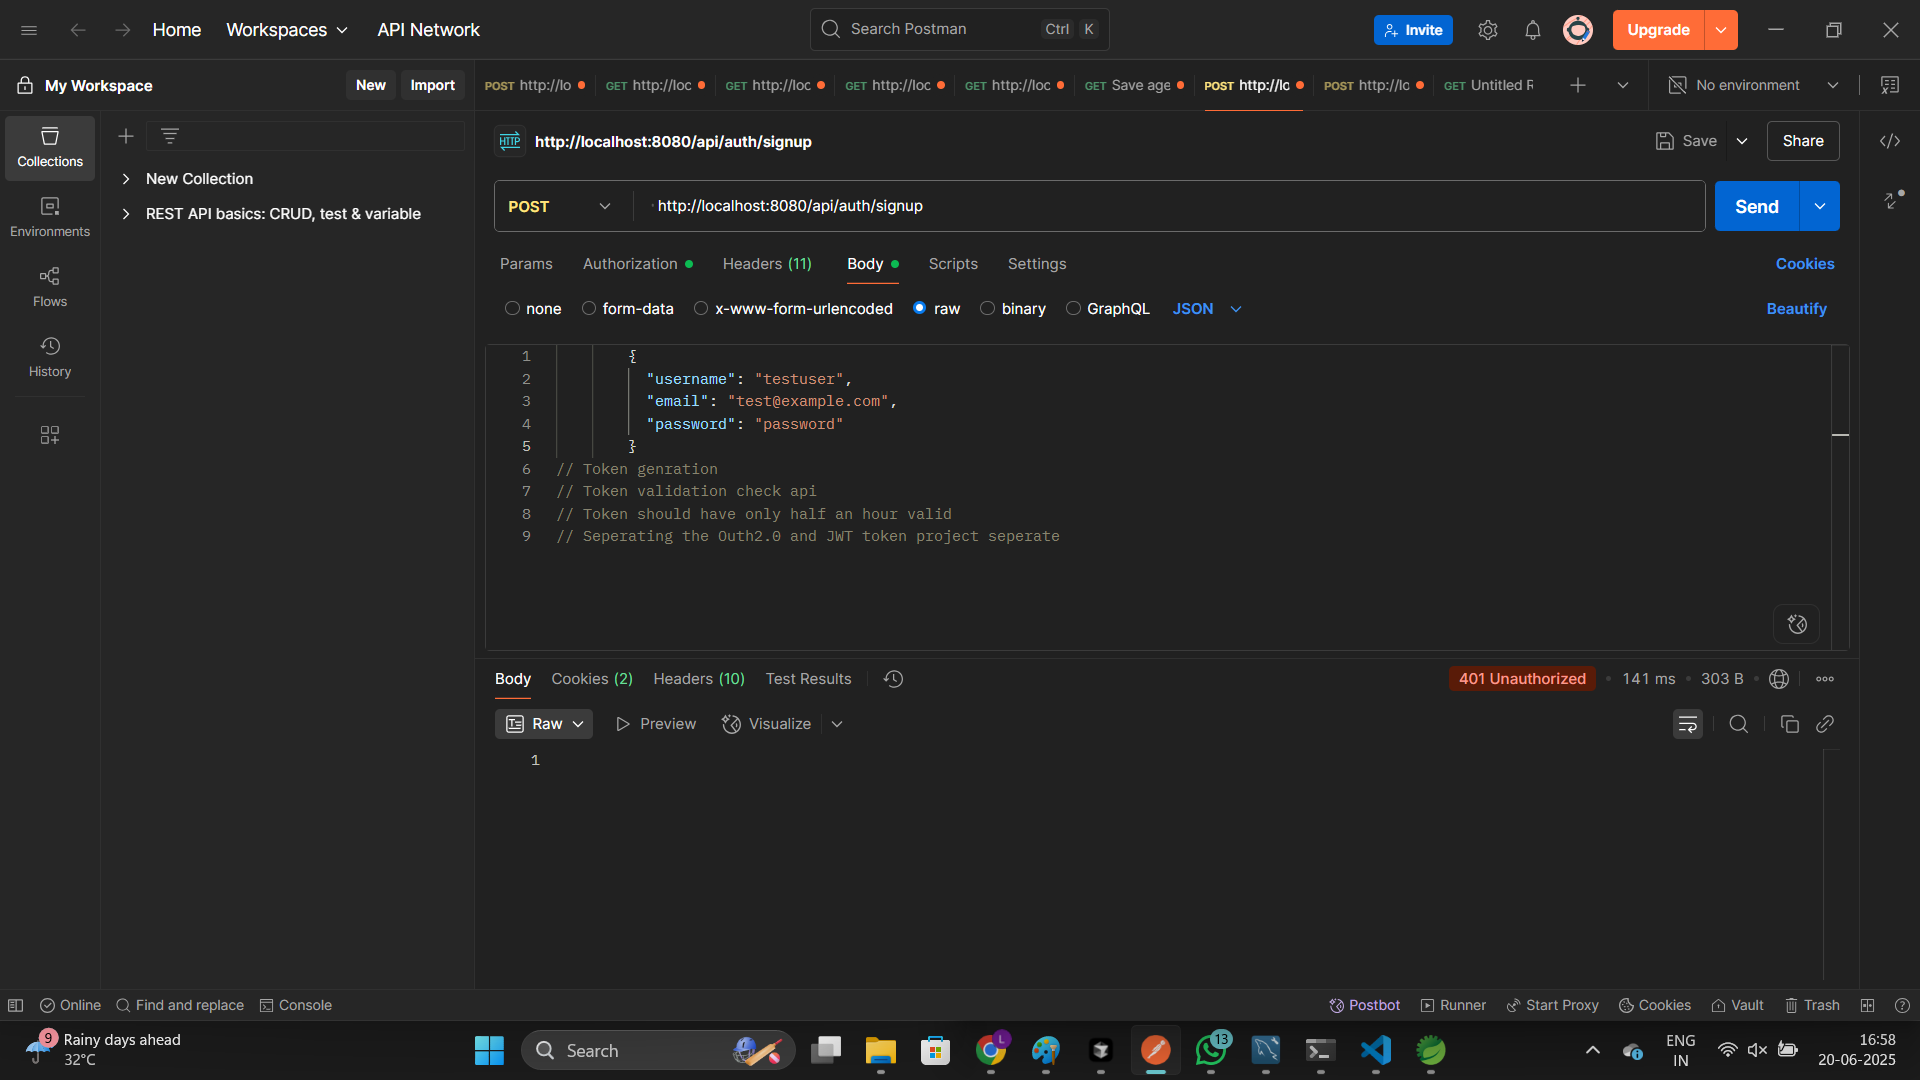 Home
Workspaces
API Network
Search Postman
Ctrl
K
Invite
Upgrade
My Workspace
New
Import
POST http://lo
GET http://loc
GET http://loc
GET http://loc
GET http://loc
GET Save age
POST http://lo
POST http://lo
GET Untitled R
No environment
Collections
Environments
Flows
History
New Collection
REST API basics: CRUD, test & variable
HTTP
http://localhost:8080/api/auth/signup
Save
Share
POST
http://localhost:8080/api/auth/signup
Send
Params
Authorization
Headers (11)
Body
Scripts
Settings
Cookies
none
form-data
x-www-form-urlencoded
raw
binary
GraphQL
JSON
Beautify
1 {
2 "username": "testuser",
3 "email": "test@example.com",
4 "password": "password"
5 }
6 // Token genration
7 // Token validation check api
8 // Token should have only half an hour valid
9 // Seperating the Outh2.0 and JWT token project seperate
Body
Cookies (2)
Headers (10)
Test Results
401 Unauthorized
141 ms
303 B
Raw
Preview
Visualize
1
Online
Find and replace
Console
Postbot
Runner
Start Proxy
Cookies
Vault
Trash
9
Rainy days ahead
32°C
Search
L
13
ENG
IN
16:58
20-06-2025